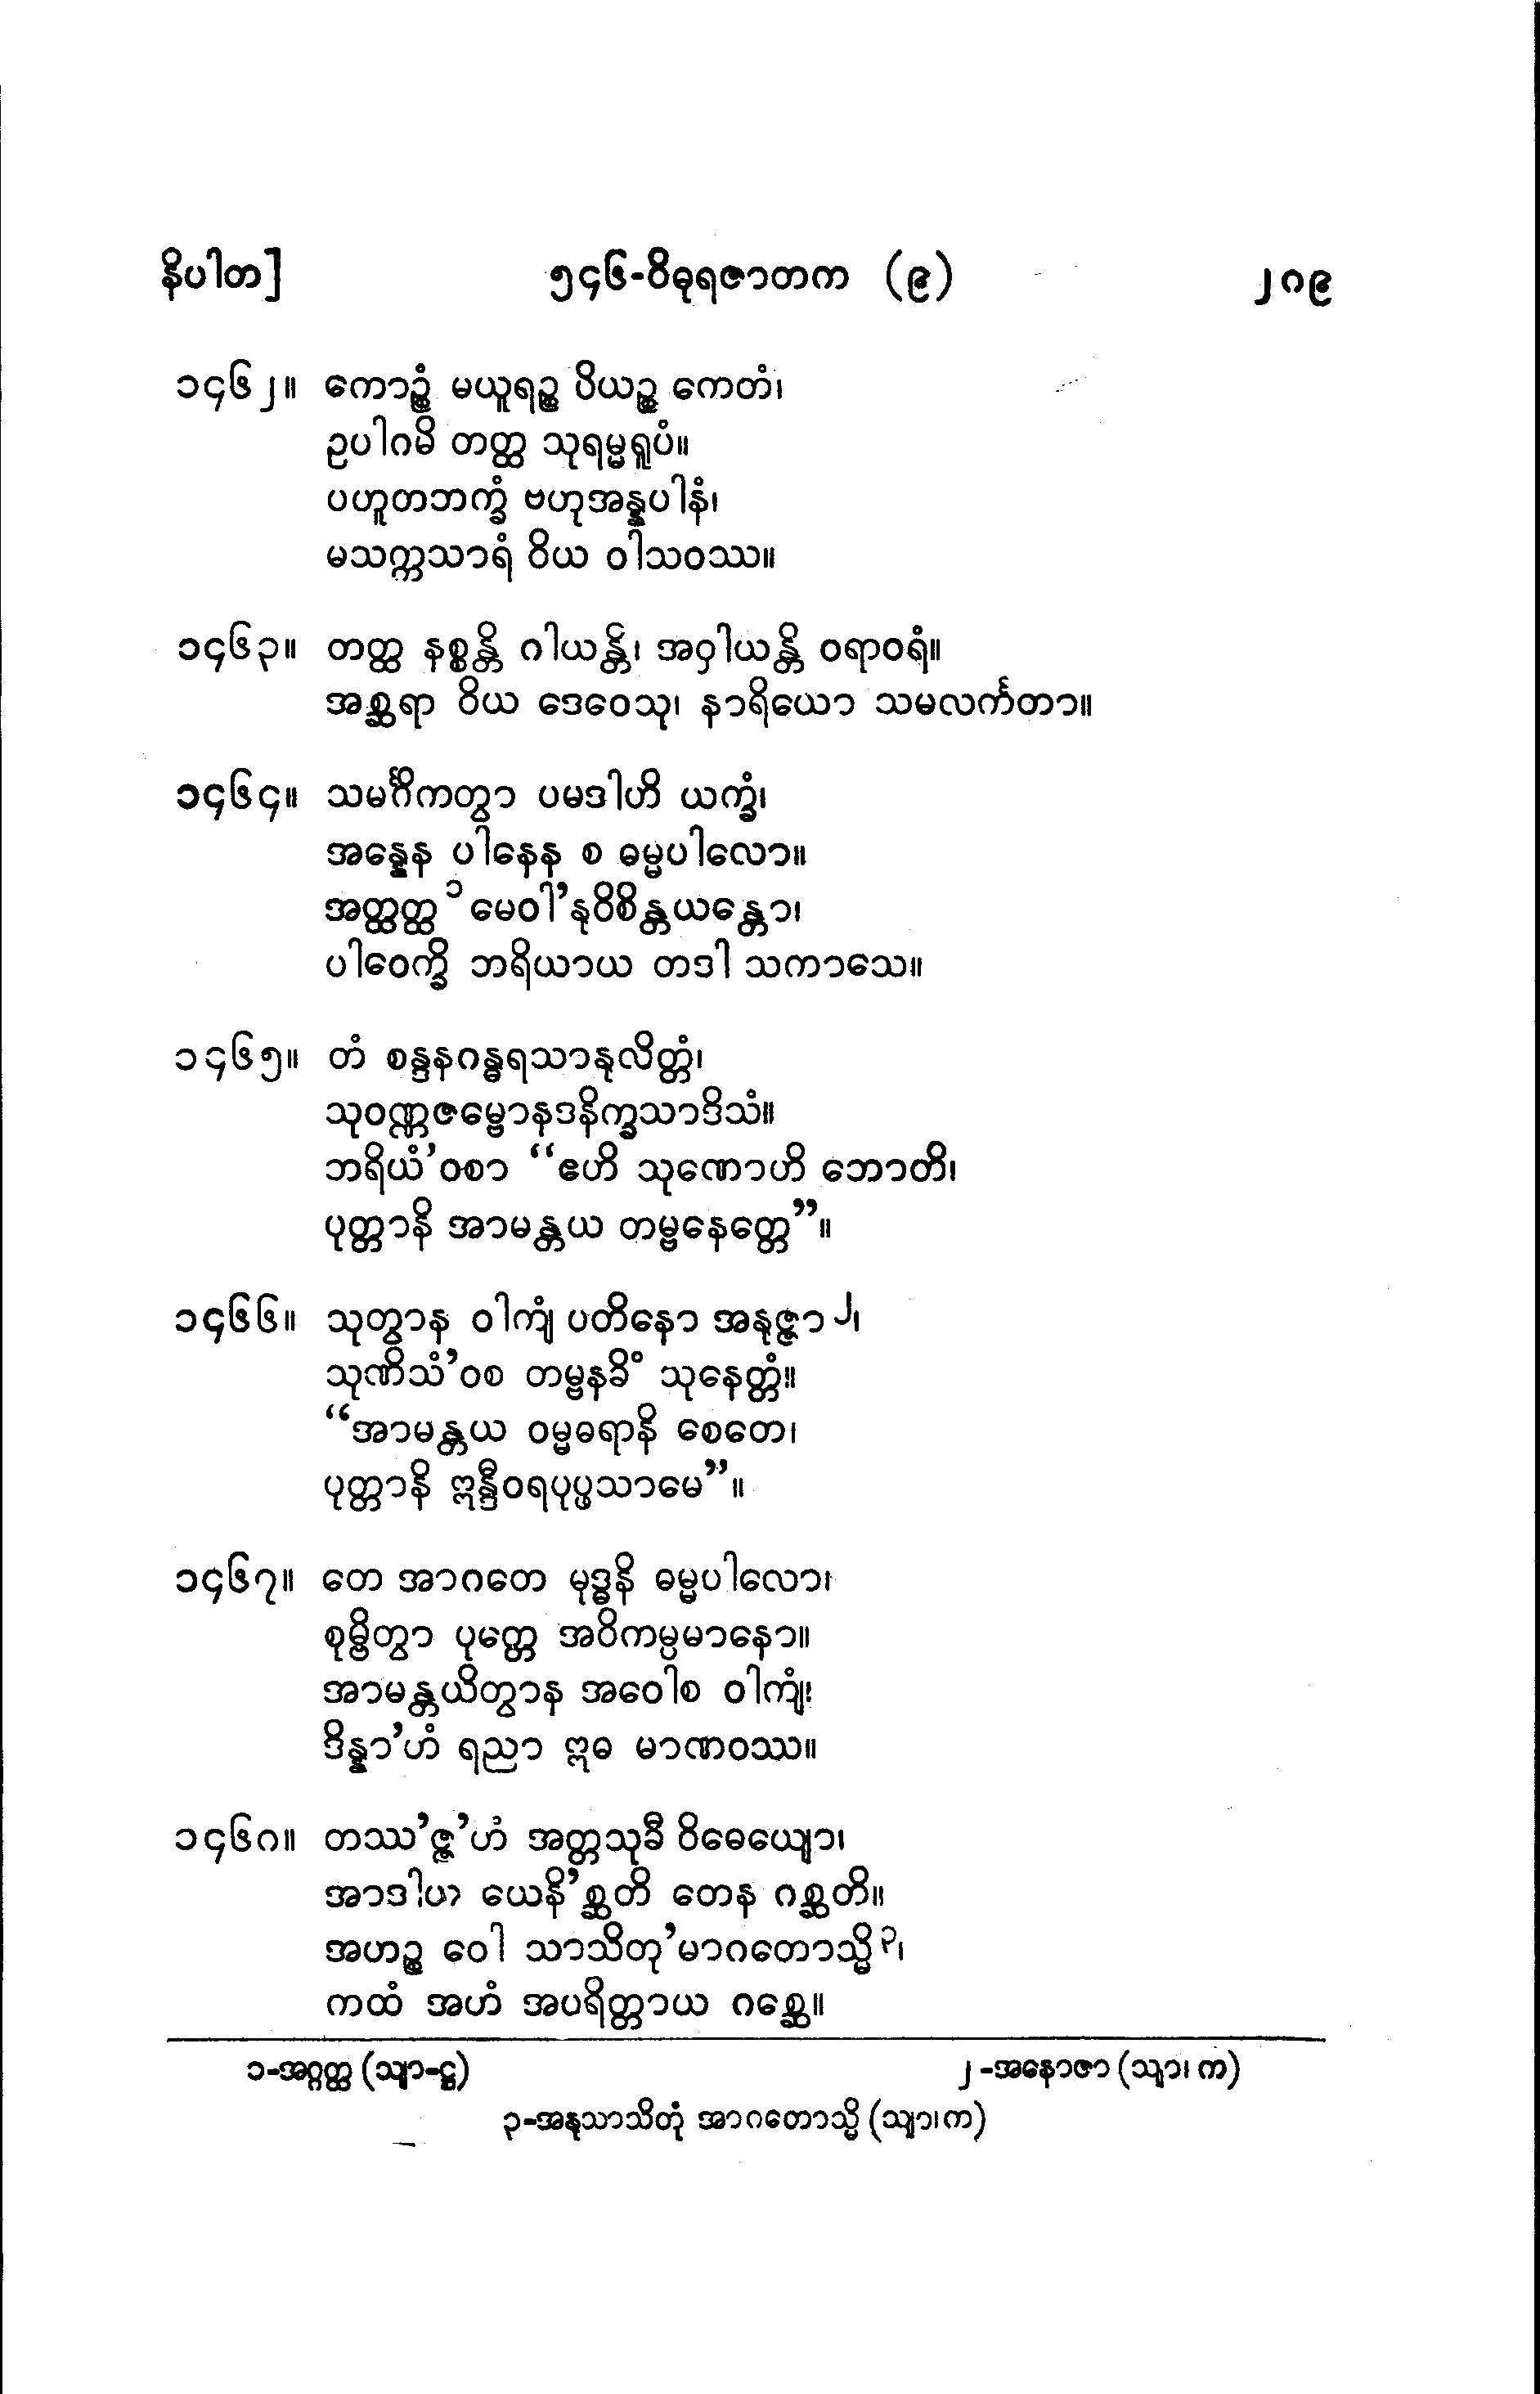 နိပါတ] ၅၄၆-ဝိဓုရဇာတက (၉) ၂၈၉
၁၄၆၂။ ကောဉ္စံ မယူရဉ္စ ပိယဉ္စ ကေတံ၊
ဥပါဂမိ တတ္ထ သုရမ္မရူပံ။
ပဟူတဘက္ခံ ဗဟုအန္နပါနံ၊
မသက္ကသာရံ ဝိယ ဝါသဝဿ။
၁၄၆၃။ တတ္ထ နစ္စန္တိ ဂါယန္တိ၊ အဝှါယန္တိ ဝရာဝရံ။
အစ္ဆရာ ဝိယ ဒေဝေသု၊ နာရိယော သမလင်္ကတာ။
၁၄၆၄။ သမင်္ဂိကတွာ ပမဒါဟိ ယက္ခံ၊
အန္နေန ပါနေန စ ဓမ္မပါလော။
အတ္ထတ္ထ ၁ မေဝါ’နုဝိစိန္တယန္တော၊
ပါဝေက္ခိ ဘရိယာယ တဒါ သကာသေ။
၁၄၆၅။ တံ စန္ဒနဂန္ဓရသာနုလိတ္တံ၊
သုဝဏ္ဏဇမ္ဗောနဒနိက္ခသာဒိသံ။
ဘရိယံ’ဝစာ “ဧဟိ သုဏောဟိ ဘောတိ၊
ပုတ္တာနိ အာမန္တယ တမ္ဗနေတ္တေ”။
၁၄၆၆။ သုတွာန ဝါကျံ ပတိနော အနုဇ္ဇာ ၂၊
သုဏိသံ’ဝစ တမ္ဗနခိံ သုနေတ္တံ။
“အာမန္တယ ဝမ္မဓရာနိ စေတေ၊
ပုတ္တာနိ ဣန္ဒီဝရပုပ္ဖသာမေ”။
၁၄၆၇။ တေ အာဂတေ မုဒ္ဓနိ ဓမ္မပါလော၊
စုမ္ဗိတွာ ပုတ္တေ အဝိကမ္ပမာနော။
အာမန္တယိတွာန အဝေါစ ဝါကျံ၊
ဒိန္နာ’ဟံ ရညာ ဣဓ မာဏဝဿ။
၁၄၆၈။ တဿ’ဇ္ဇ’ဟံ အတ္တသုခီ ဝိဓေယျော၊
အာဒါယ ယေနိ’စ္ဆတိ တေန ဂစ္ဆတိ။
အဟဉ္စ ဝေါ သာသိတု’မာဂတောသ္မိ ၃၊
ကထံ အဟံ အပရိတ္တာယ ဂစ္ဆေ။
၁-အဂ္ဂတ္ထ (သျာ-ဋ္ဌ) ၂-အနောဇာ (သျာ၊ က)
၃-အနုသာသိတုံ အာဂတောသ္မိ (သျာ၊က)